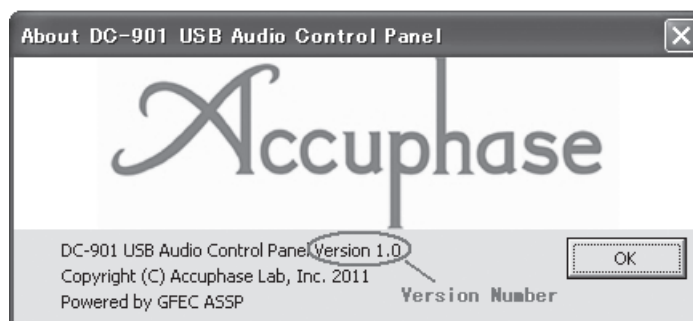 About DC-901 USB Audio Control Panel
Accuphase
DC-901 USB Audio Control Panel Version 1.0
Copyright (C) Accuphase Lab, Inc. 2011
Powered by GFEC ASSP
OK
Version Number